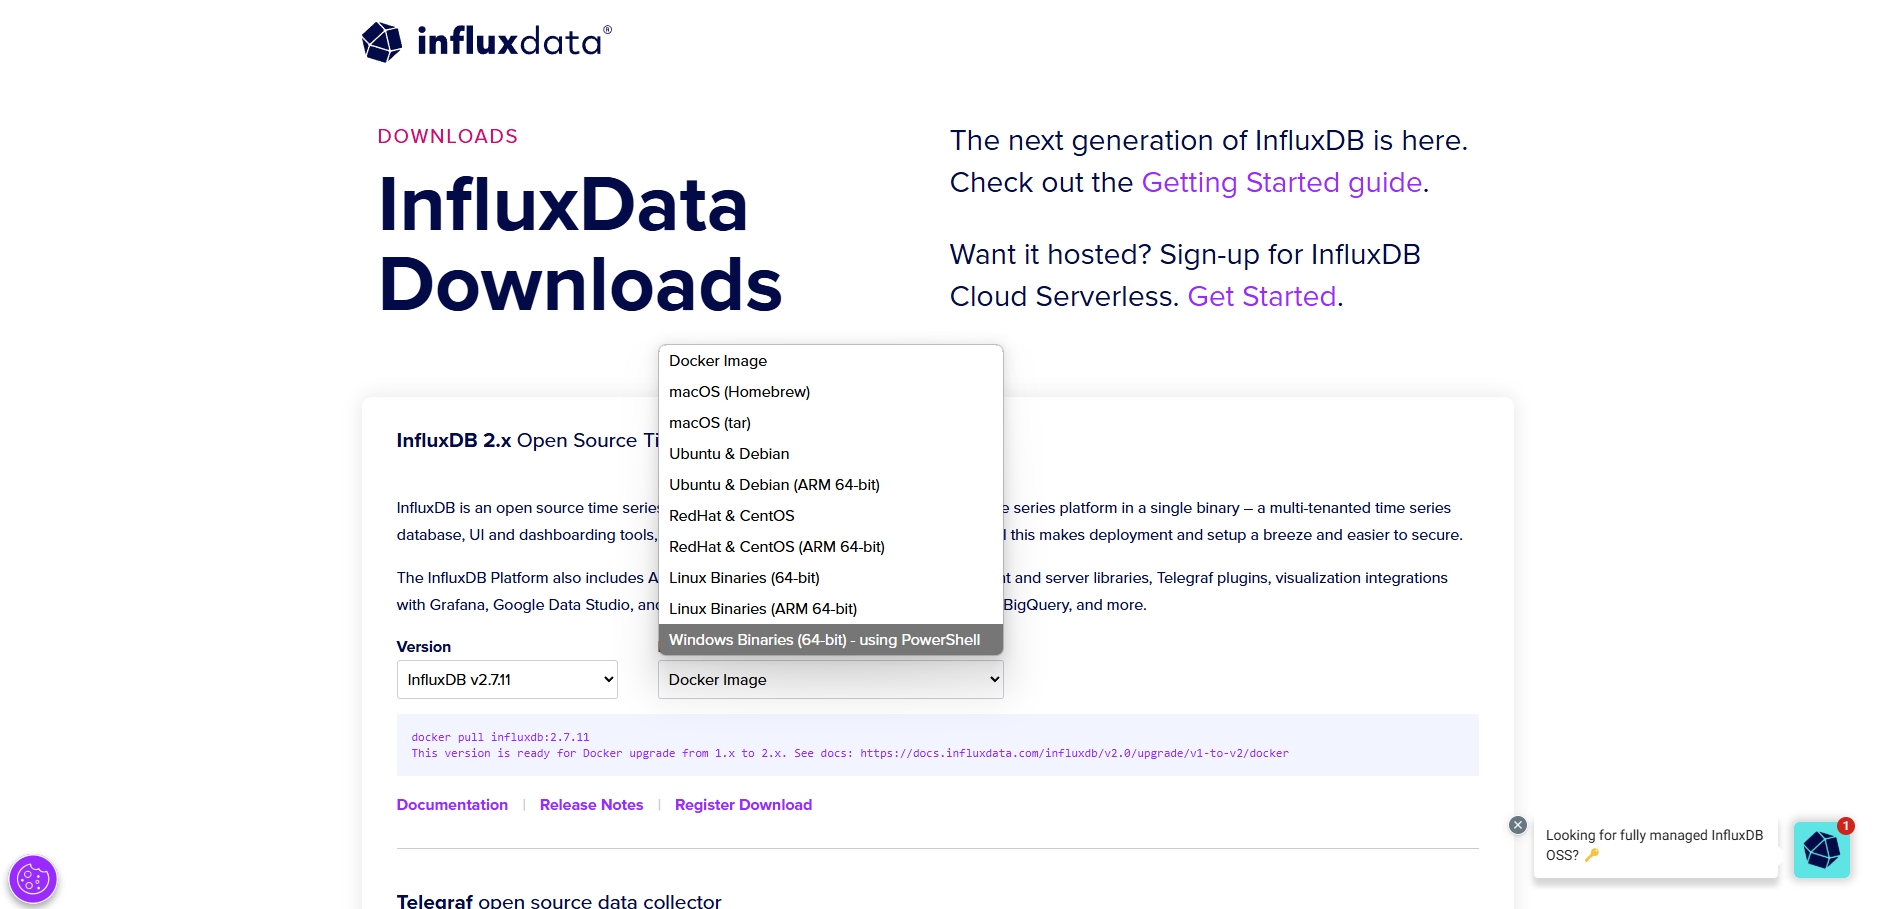 influxdata®
DOWNLOADS
InfluxData
Downloads
The next generation of InfluxDB is here.
Check out the Getting Started guide.
Want it hosted? Sign-up for InfluxDB
Cloud Serverless. Get Started.
Docker Image
macOS (Homebrew)
macOS (tar)
Ubuntu & Debian
Ubuntu & Debian (ARM 64-bit)
RedHat & CentOS
RedHat & CentOS (ARM 64-bit)
Linux Binaries (64-bit)
Linux Binaries (ARM 64-bit)
Windows Binaries (64-bit) - using PowerShell
InfluxDB 2.x Open Source Ti
InfluxDB is an open source time series e series platform in a single binary – a multi-tenanted time series
database, UI and dashboarding tools, l this makes deployment and setup a breeze and easier to secure.
The InfluxDB Platform also includes A t and server libraries, Telegraf plugins, visualization integrations
with Grafana, Google Data Studio, and BigQuery, and more.
Version
InfluxDB v2.7.11
Docker Image
docker pull influxdb:2.7.11
This version is ready for Docker upgrade from 1.x to 2.x. See docs: https://docs.influxdata.com/influxdb/v2.0/upgrade/v1-to-v2/docker
Documentation | Release Notes | Register Download
Telegraf open source data collector
Looking for fully managed InfluxDB
OSS? 🔑
1